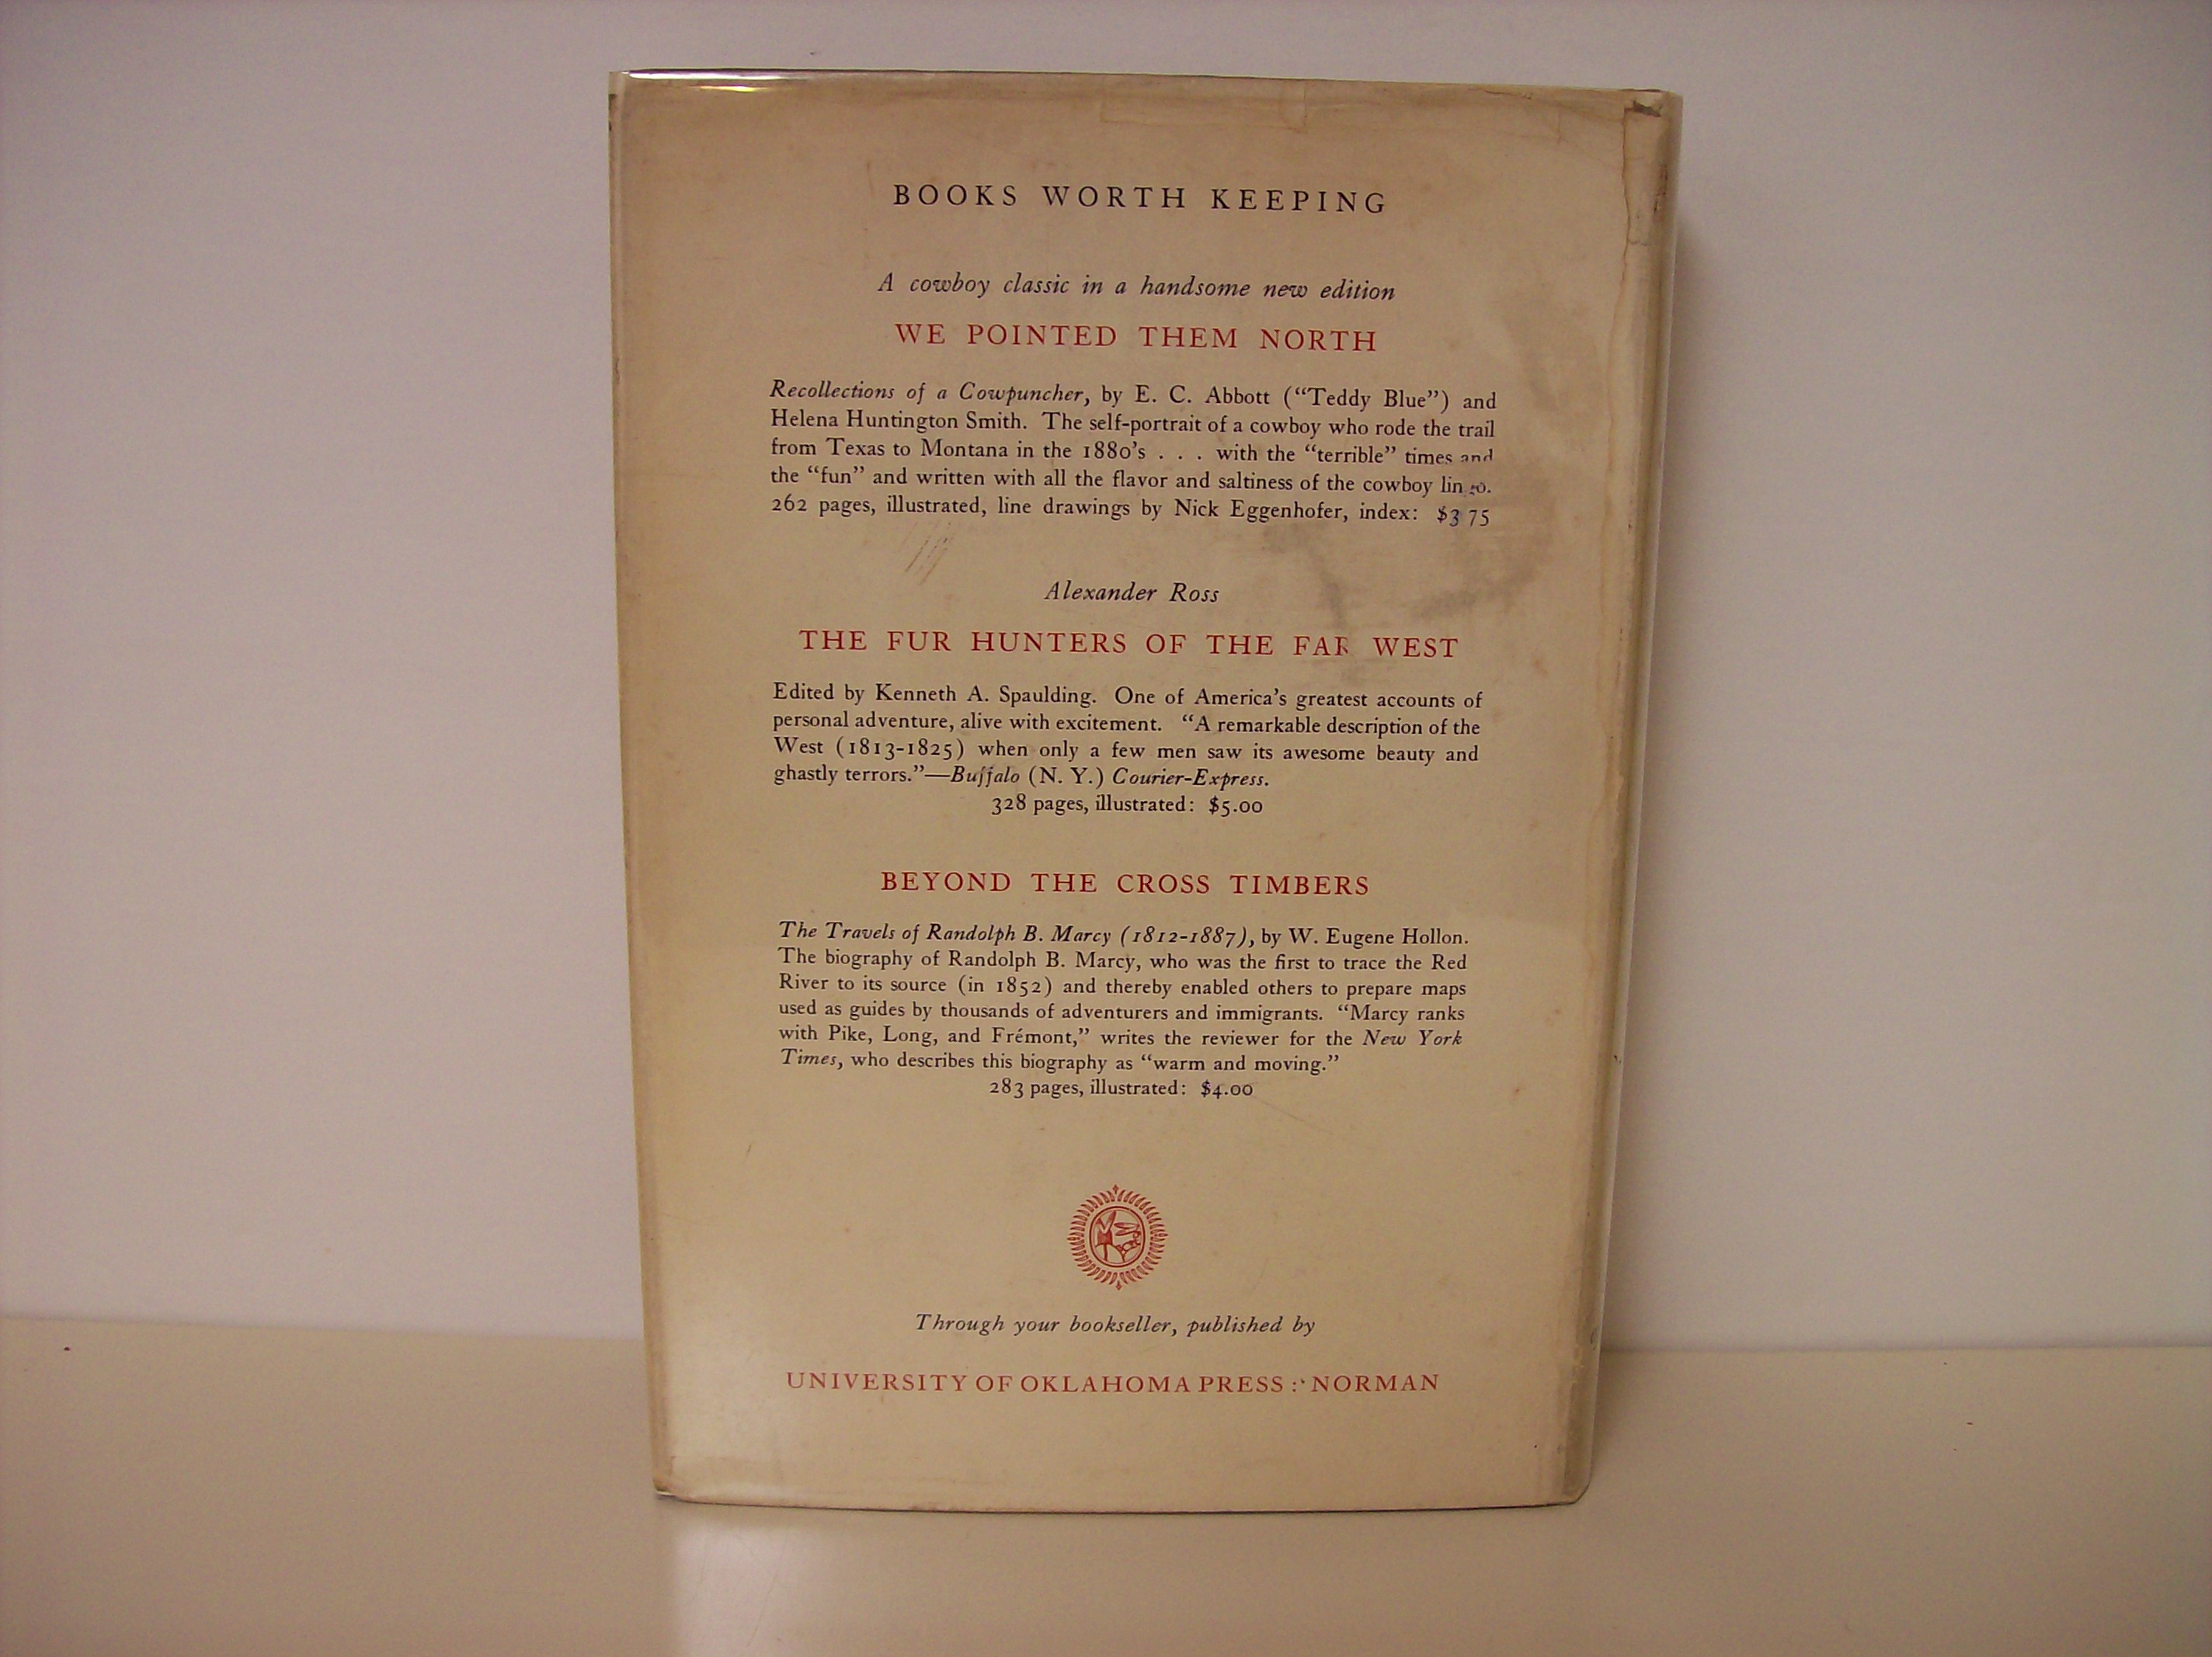 BOOKS WORTH KEEPING
A cowboy classic in a handsome new edition
WE POINTED THEM NORTH
Recollections of a Cowpuncher, by E. C. Abbott (“Teddy Blue”) and
Helena Huntington Smith. The self-portrait of a cowboy who rode the trail
from Texas to Montana in the 1880's . . . with the “terrible” times and
the “fun” and written with all the flavor and saltiness of the cowboy lingo.
262 pages, illustrated, line drawings by Nick Eggenhofer, index: $3 75
Alexander Ross
THE FUR HUNTERS OF THE FAR WEST
Edited by Kenneth A. Spaulding. One of America's greatest accounts of
personal adventure, alive with excitement. “A remarkable description of the
West (1813-1825) when only a few men saw its awesome beauty and
ghastly terrors.”—Buffalo (N. Y.) Courier-Express.
328 pages, illustrated: $5.00
BEYOND THE CROSS TIMBERS
The Travels of Randolph B. Marcy (1812-1887), by W. Eugene Hollon.
The biography of Randolph B. Marcy, who was the first to trace the Red
River to its source (in 1852) and thereby enabled others to prepare maps
used as guides by thousands of adventurers and immigrants. “Marcy ranks
with Pike, Long, and Frémont,” writes the reviewer for the New York
Times, who describes this biography as “warm and moving.”
283 pages, illustrated: $4.00
Through your bookseller, published by
UNIVERSITY OF OKLAHOMA PRESS : NORMAN